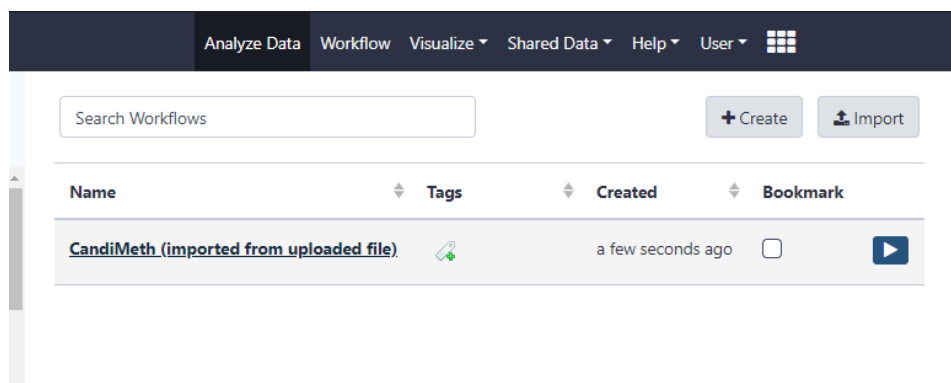 Analyze Data Workflow Visualize Shared Data Help User
Search Workflows
Create Import
Name Tags Created Bookmark
CandiMeth (imported from uploaded file) a few seconds ago